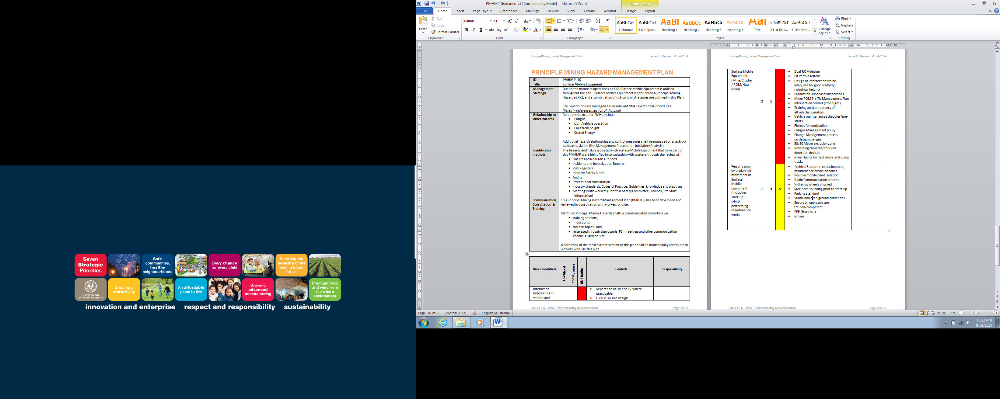 Seven
Strategic
Priorities
Safe
communities,
healthy
neighbourhoods
Every chance
for every child
Realising the
benefits of the
mining boom
for all
Government
of South Australia
Creating a
vibrant city
An affordable
place to live
Growing
advanced
manufacturing
Premium food
and wine from
our clean
environment
innovation and enterprise respect and responsibility sustainability
PMHMP Guidance v3 [Compatibility Mode] - Microsoft Word
Table Tools
File Home Insert Page Layout References Mailings Review View Add-Ins Acrobat Design Layout
Paste
Cut
Copy
Format Painter
Clipboard
Calibri 11
Font
Paragraph
AaBbCcI AaBbCcI AaBI AaBbCc AaBbCc AaBbCc AaI AaBbCcI AaBbCcI
¶ Normal ¶ No Spaci... Heading 1 Heading 2 Heading 3 Heading 4 Title ¶ List Bull... ¶ List Para...
Change
Styles
Styles
Find
Replace
Select
Editing
Principal Mining Hazard Management Plans Issue 1.0 Revision: v1 July 2014
PRINCIPLE MINING HAZARD MANAGEMENT PLAN
ID PMHMP - 02
Title Surface Mobile Equipment
Management
Strategy
Due to the nature of operations at XYZ, Surface Mobile Equipment is utilised
throughout the site. Surface Mobile Equipment is considered a Principal Mining
Hazard at XYZ, and a combination of risk control strategies are outlined in this Plan.
SME operations are managed as per relevant SME Operational Procedures.
(listed in references section of this plan)
Relationship to
other hazards
Relationship to other PMHs include:
• Fatigue
• Light Vehicle operation
• Falls from height
• Stored Energy
Additional hazard relationships and control measures shall be managed on a task-by-
task basis, via the Risk Management Process (ie. Job Safety Analysis)
Identification
methods
The hazards and risks associated with Surface Mobile Equipment that form part of
this PMHMP were identified in consultation with workers through the review of:
• Hazard and Near Miss Reports
• Incidents and Investigation Reports
• Risk Registers
• Industry Safety Alerts
• Audits
• Professional consultation
• Industry standards, Codes of Practice, Guidelines, knowledge and practices
• Meetings with workers (Health & Safety Committee, Toolbox, Pre Start
Information)
Communication,
Consultation &
Training
This Principal Mining Hazard Management Plan (PMHMP) has been developed and
reviewed in consultation with workers on site.
Identified Principal Mining Hazards shall be communicated to workers via
• training sessions,
• inductions,
• toolbox topics, and
• reiterated through sign boards, PSI meetings and other communication
channels used on site.
A hard copy of the most current version of this plan shall be made readily accessible to
workers who use this plan.
Risks Identified Likelihood Consequence Risk Rating Controls Responsibility
Interaction
between light
vehicle and
• Separation of HV and LV where
practicable
• HV/LV Go-line design
MAQOHSC – Work, Health and Safety Resource Manual Page 9 of 11
Principal Mining Hazard Management Plans Issue 1.0 Revision: v1 July 2014
Surface Mobile
Equipment
(Mine/Crusher
/ ROM/Haul
Road)
2 5 7
• Dual ROM design
• Pit Permit system
• Design of intersections to be
adequate for good visibility
(windrow height)
• Production supervisor inspections
• Mine/ROM Traffic Management Plan
• Intersection control (stop signs)
• Training and competency of
all vehicle operators
• Vehicle maintenance schedules/pre-
starts
• Fitness for work policy
• Fatigue Management policy
• Change Management process
on design changes
• 50/30 Metre exclusion zone
• Reversing cameras/Collision
detection devices
• Green lights for haul trucks and dump
trucks
Person struck
by unplanned
movement of
Surface
Mobile
Equipment
(including
start-up
whilst
performing
maintenance
work)
1 4 5
• 'Vehicle Footprint' exclusion zone,
maintenance exclusion zones
• Positive mobile plant isolation
• Radio Communication process
• V-Drains/wheels chocked
• SME horn sounding prior to start-up
• Parking standard
• Stable and even ground conditions
• Ensure all operators are
trained/competent
• PPE (Hard hat)
• Gloves
MAQOHSC – Work, Health and Safety Resource Manual Page 10 of 11
Page: 10 of 11 Words: 2,899 English (Australia) 80%
10:22 AM
8/09/2014